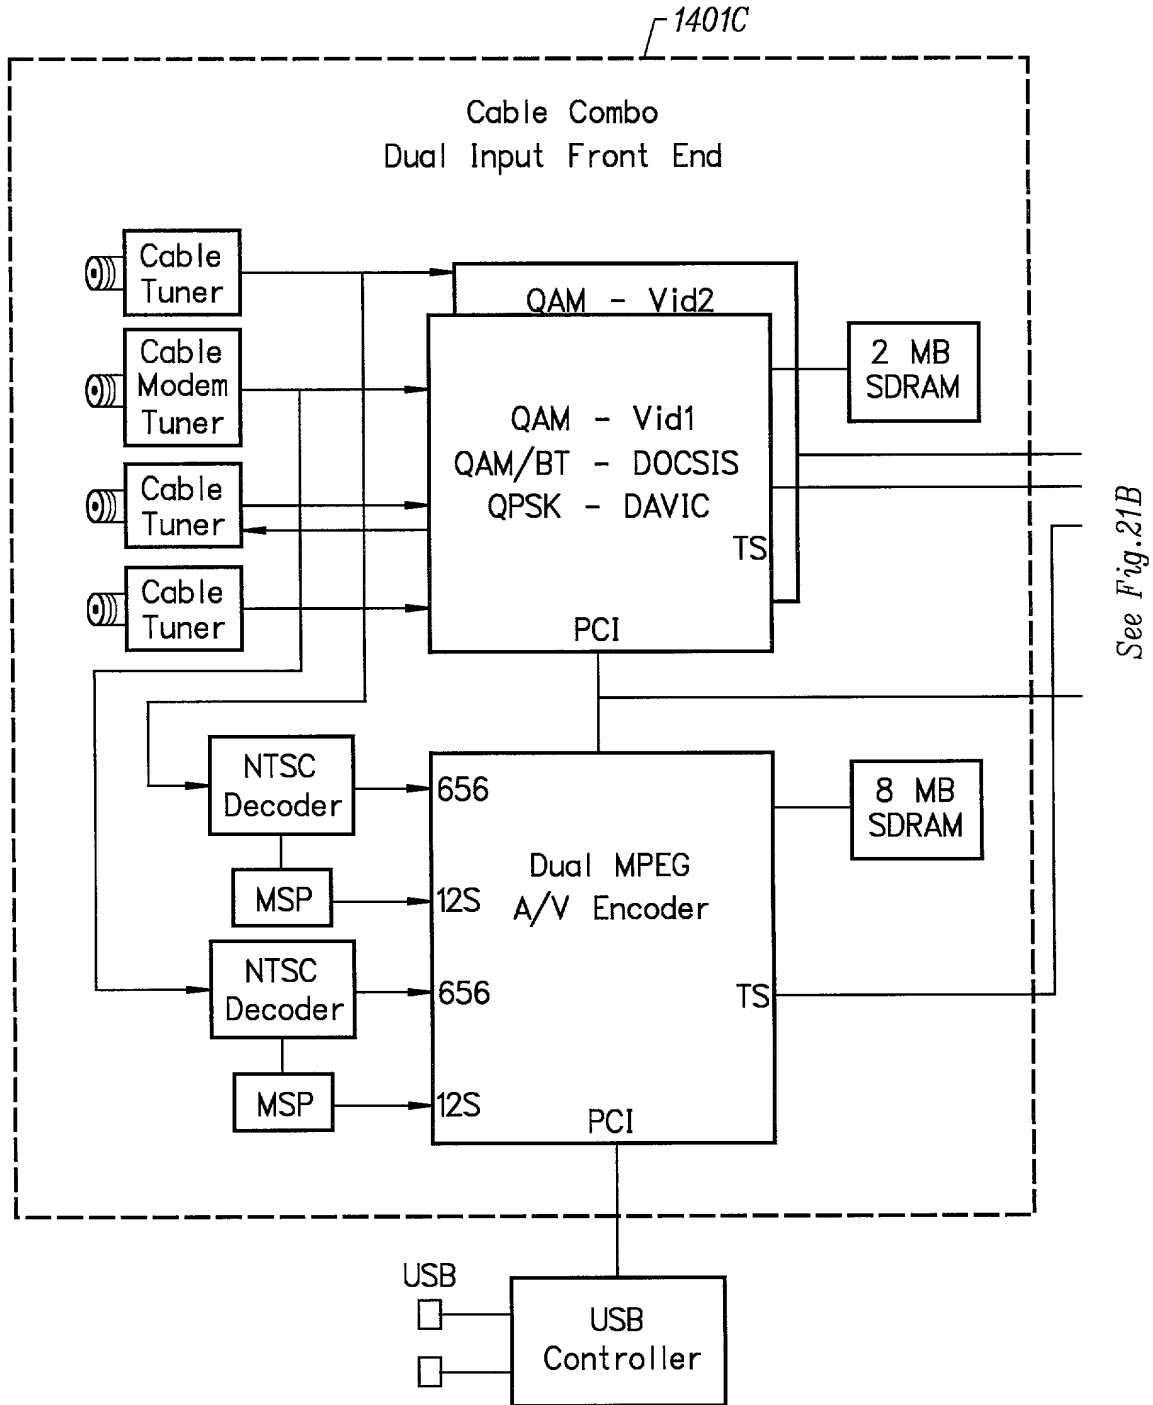 1401C
Cable Combo
Dual Input Front End
Cable
Tuner
Cable
Modem
Tuner
Cable
Tuner
Cable
Tuner
QAM - Vid2
QAM - Vid1
QAM/BT - DOCSIS
QPSK - DAVIC
TS
PCI
2 MB
SDRAM
See Fig.21B
NTSC
Decoder
MSP
NTSC
Decoder
MSP
656
12S
656
12S
Dual MPEG
A/V Encoder
TS
PCI
8 MB
SDRAM
USB
USB
Controller